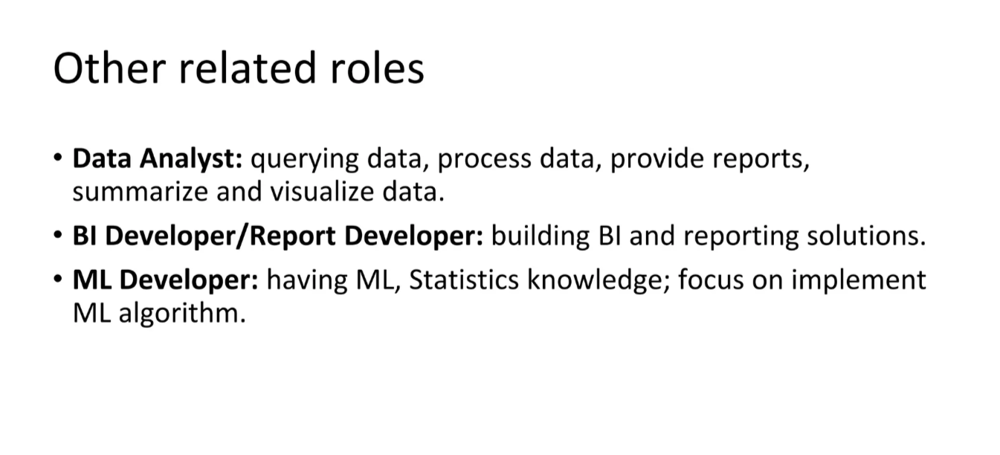 Other related roles
• Data Analyst: querying data, process data, provide reports,
summarize and visualize data.
• BI Developer/Report Developer: building BI and reporting solutions.
• ML Developer: having ML, Statistics knowledge; focus on implement
ML algorithm.